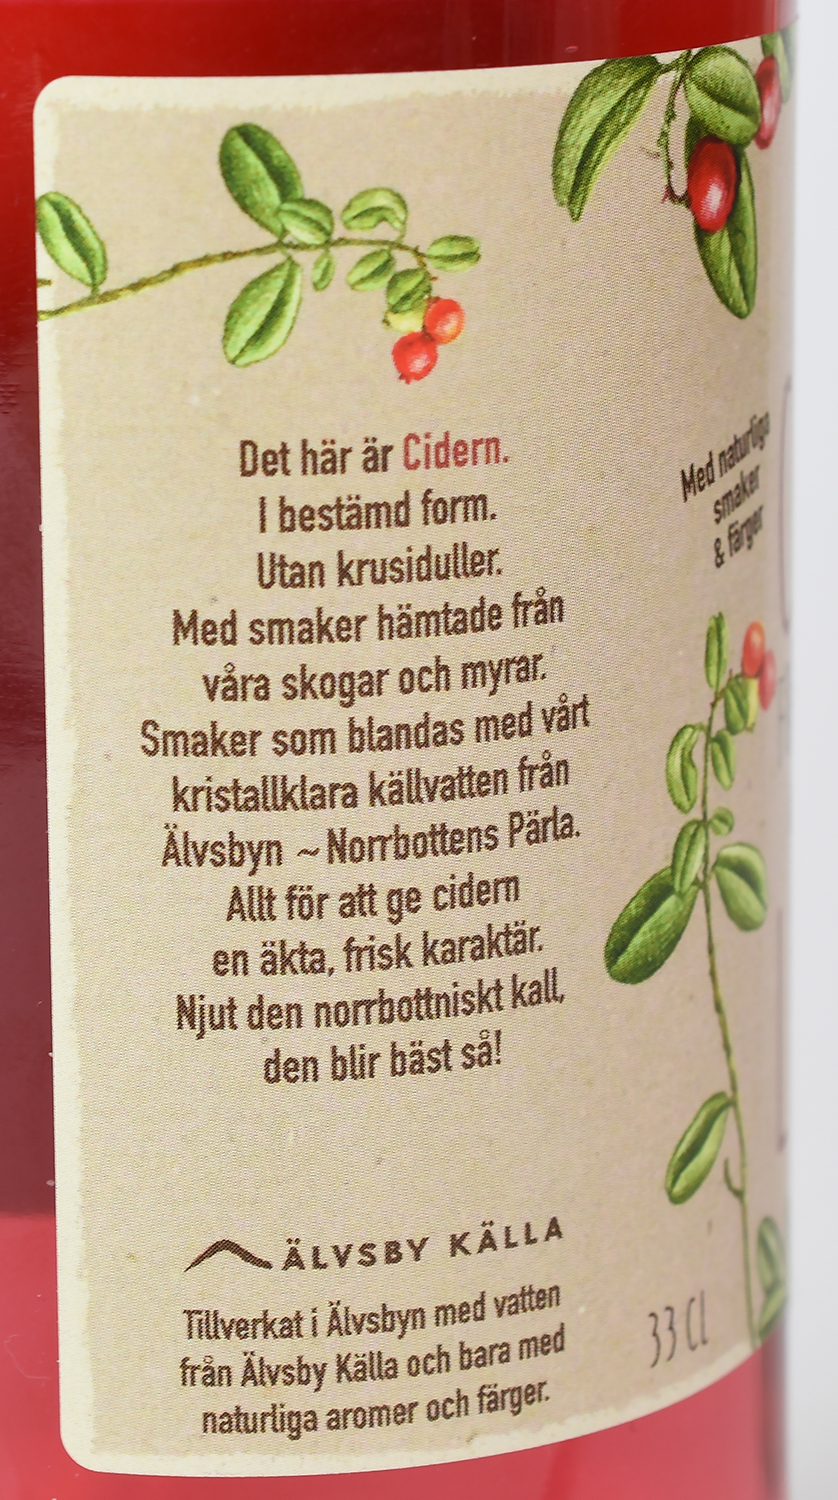 Det här är Cidern.
I bestämd form.
Utan krusiduller.
Med smaker hämtade från
våra skogar och myrar.
Smaker som blandas med vårt
kristallklara källvatten från
Älvsbyn ~ Norrbottens Pärla.
Allt för att ge cidern
en äkta, frisk karaktär.
Njut den norrbottniskt kall,
den blir bäst så!
ÄLVSBY KÄLLA
Tillverkat i Älvsbyn med vatten
från Älvsby Källa och bara med
naturliga aromer och färger.
Med naturliga
smaker
& färger
33 Cl